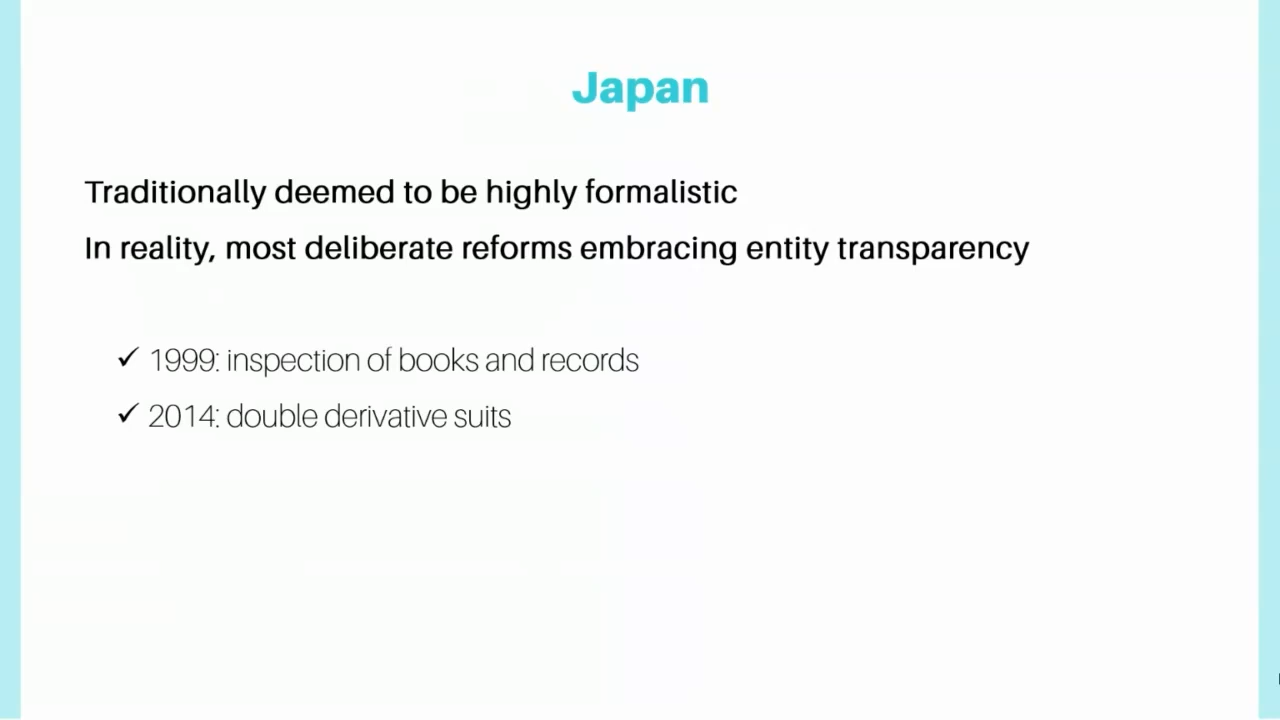 Japan
Traditionally deemed to be highly formalistic
In reality, most deliberate reforms embracing entity transparency
✓ 1999: inspection of books and records
✓ 2014: double derivative suits